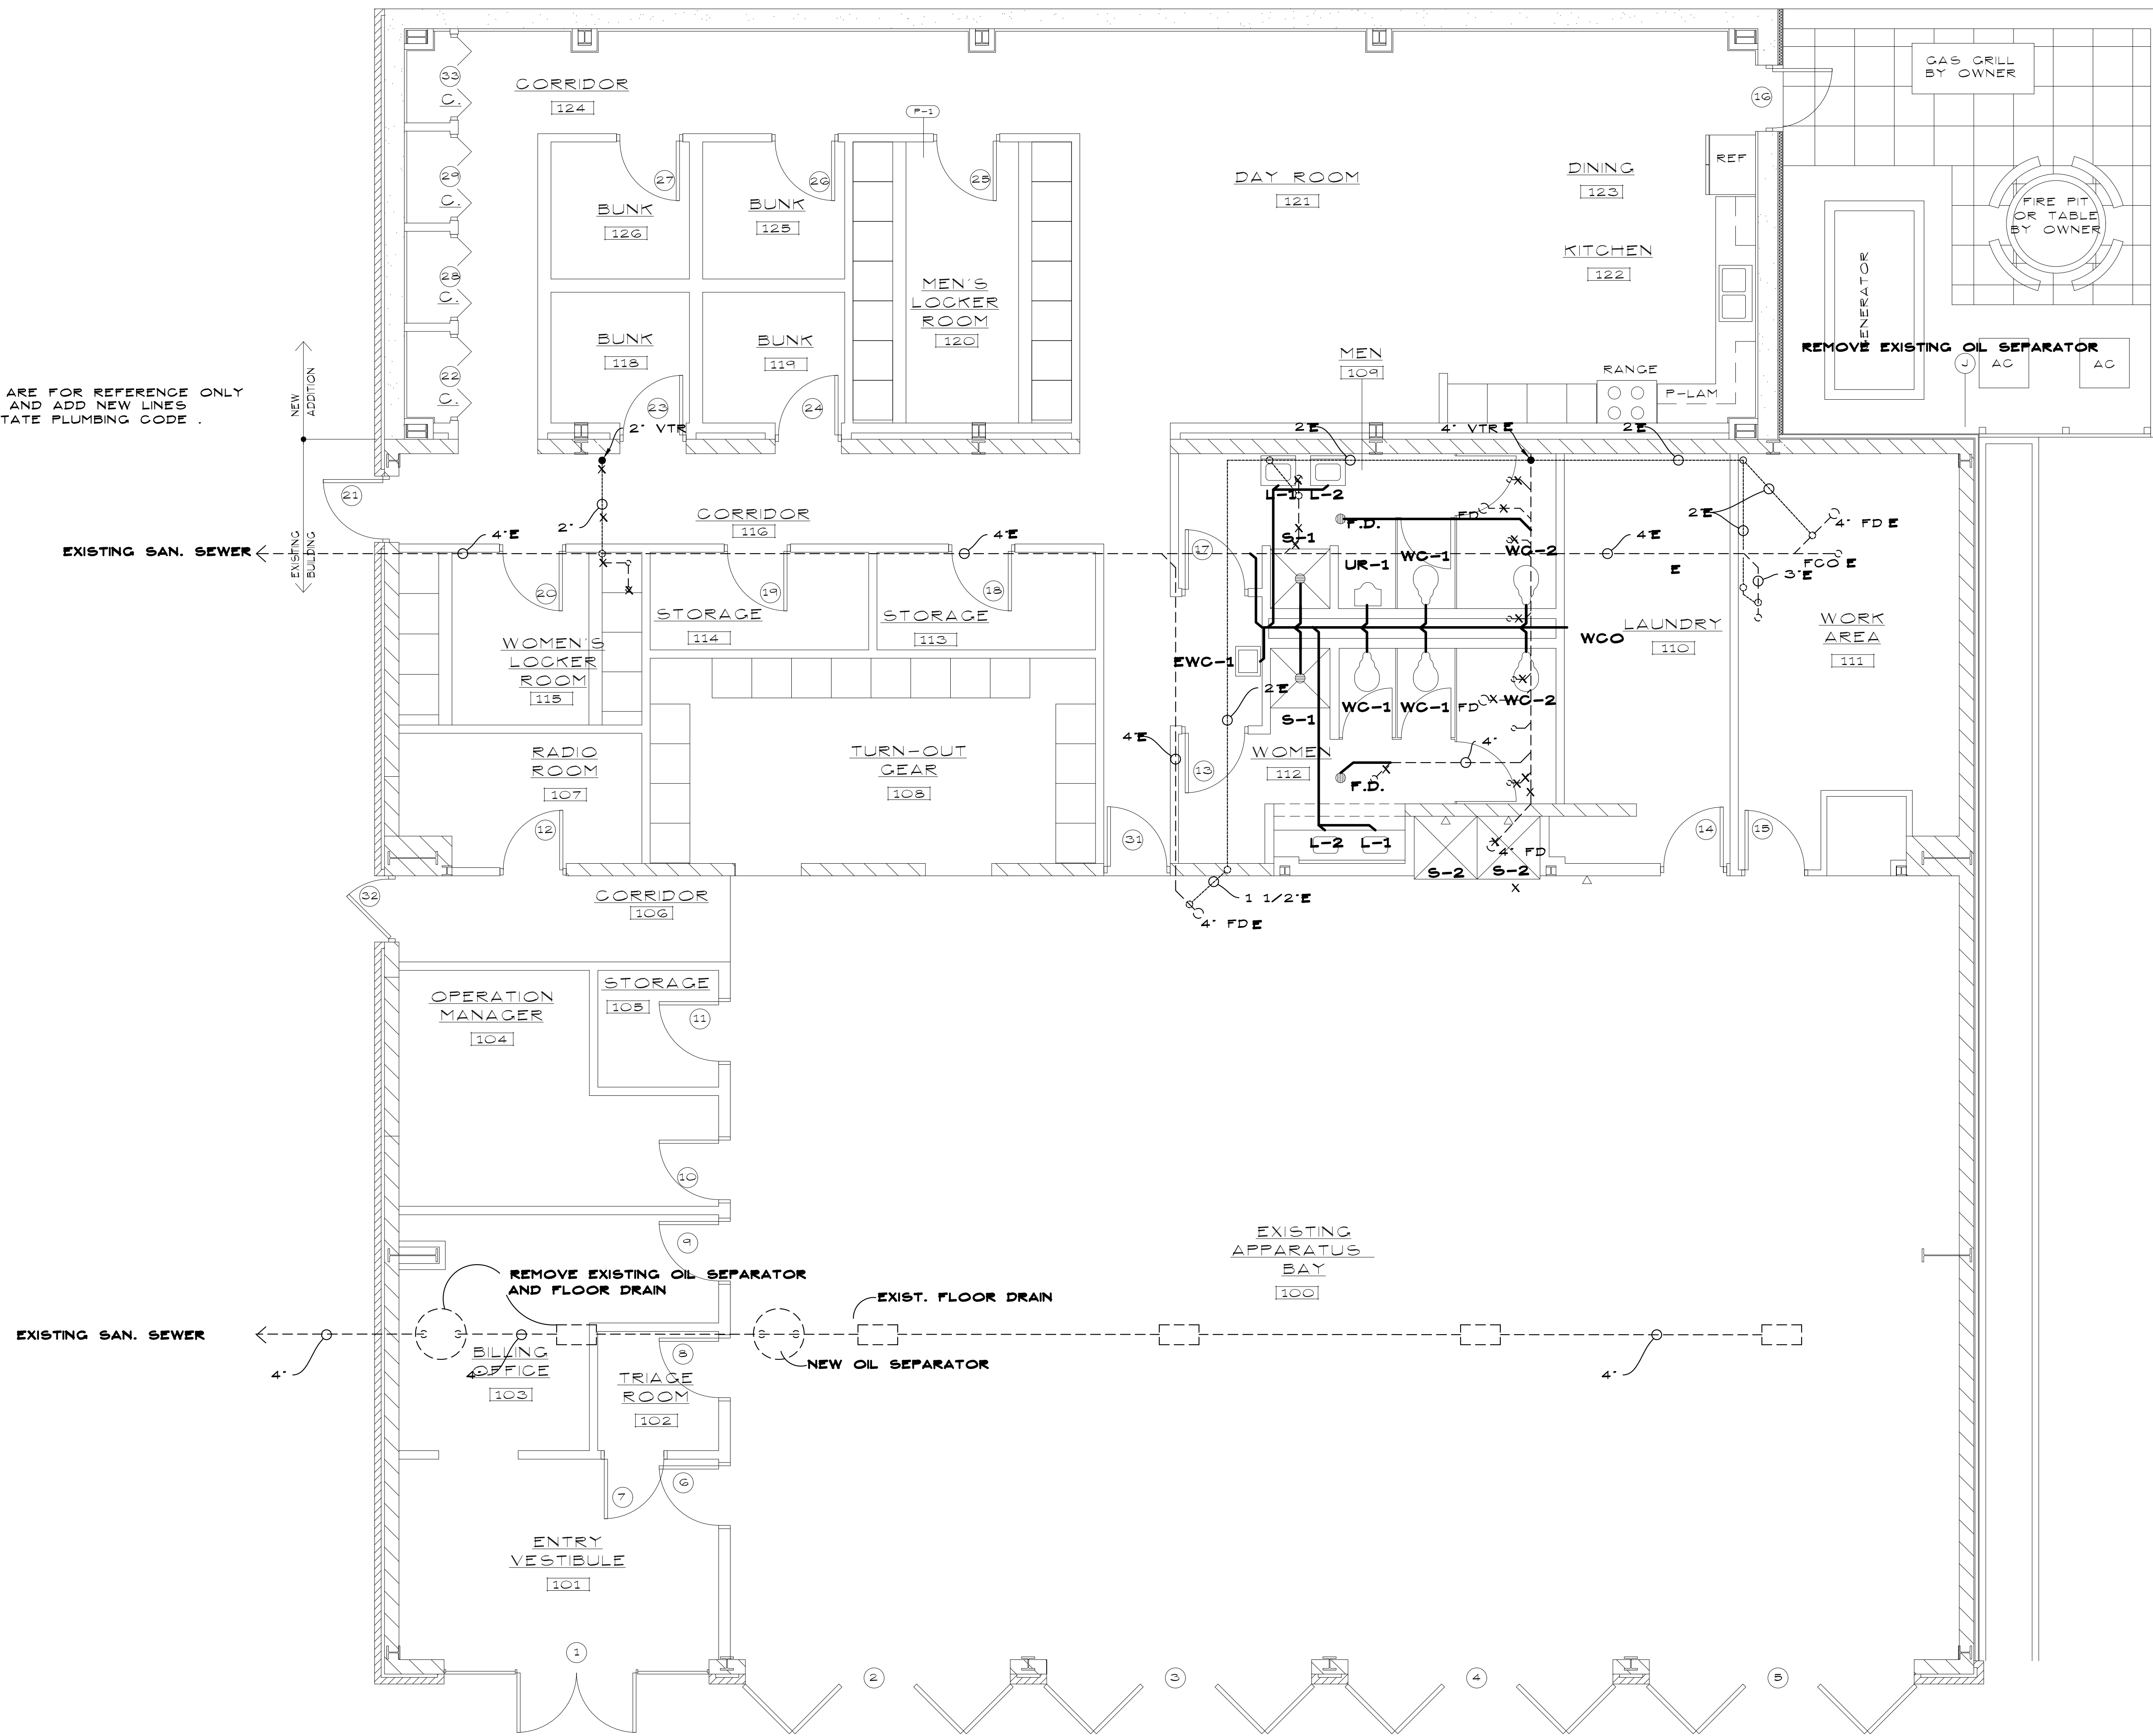 GAS GRILL
BY OWNER
33
C.
CORRIDOR
124
P-1
16
REF
29
C.
27
26
25
BUNK
126
BUNK
125
DAY ROOM
121
DINING
123
FIRE PIT
OR TABLE
BY OWNER
28
C.
MEN'S
LOCKER
ROOM
120
KITCHEN
122
BUNK
118
BUNK
119
MEN
109
RANGE
P-LAM
REMOVE EXISTING OIL SEPARATOR
J
AC
AC
22
C.
ARE FOR REFERENCE ONLY
AND ADD NEW LINES
TATE PLUMBING CODE .
NEW
ADDITION
23
24
2" VTR
2"E
4" VTR E
2"E
21
CORRIDOR
116
2"
4"E
4"E
L-1
L-2
F.D.
FD
2"E
4" FD E
EXISTING SAN. SEWER
EXISTING
BUILDING
17
S-1
UR-1
WC-1
WC-2
4"E
E
FCO E
3"E
20
19
18
STORAGE
114
STORAGE
113
WOMEN'S
LOCKER
ROOM
115
EWC-1
WCO
LAUNDRY
110
WORK
AREA
111
2"E
S-1
WC-1
WC-1
FD
WC-2
RADIO
ROOM
107
TURN-OUT
GEAR
108
4"E
WOMEN
112
13
4"
F.D.
12
31
L-2
L-1
4" FD
14
15
S-2
S-2
32
CORRIDOR
106
1 1/2"E
4" FD E
OPERATION
MANAGER
104
STORAGE
105
11
10
9
EXISTING
APPARATUS
BAY
100
REMOVE EXISTING OIL SEPARATOR
AND FLOOR DRAIN
EXIST. FLOOR DRAIN
EXISTING SAN. SEWER
4"
BILLING
OFFICE
103
4"
8
TRIAGE
ROOM
102
NEW OIL SEPARATOR
4"
7
6
ENTRY
VESTIBULE
101
1
2
3
4
5